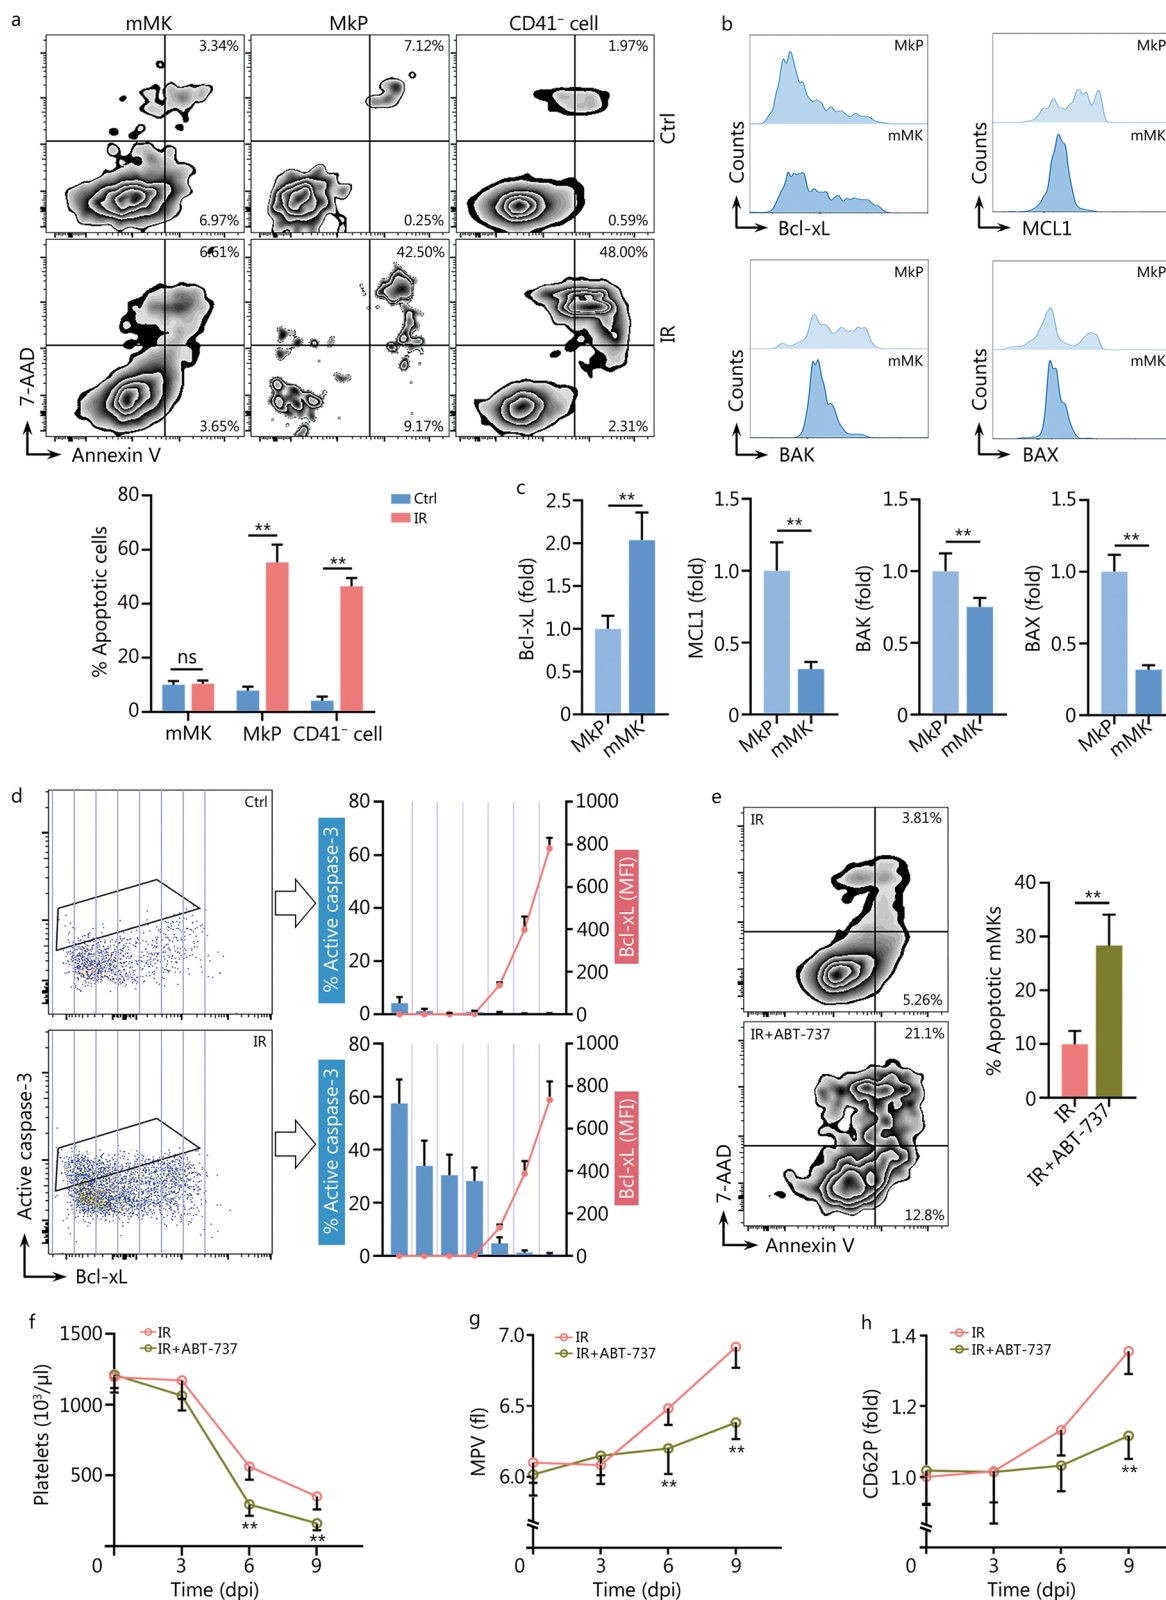 a
mMK MkP CD41⁻ cell
3.34% 7.12% 1.97%
Ctrl
6.97% 0.25% 0.59%
6.61% 42.50% 48.00%
IR
3.65% 9.17% 2.31%
7-AAD
Annexin V
80
60
40
20
0
% Apoptotic cells
Ctrl
IR
ns ** **
mMK MkP CD41⁻ cell
b
MkP
mMK
Counts
Bcl-xL
MkP
mMK
Counts
MCL1
MkP
mMK
Counts
BAK
MkP
mMK
Counts
BAX
c
Bcl-xL (fold)
2.5
2.0
1.5
1.0
0.5
0
**
MkP mMK
MCL1 (fold)
1.5
1.0
0.5
0
**
MkP mMK
BAK (fold)
1.5
1.0
0.5
0
**
MkP mMK
BAX (fold)
1.5
1.0
0.5
0
**
MkP mMK
d
Ctrl
% Active caspase-3
80
60
40
20
0
1000
800
600
400
200
0
Bcl-xL (MFI)
IR
Active caspase-3
Bcl-xL
% Active caspase-3
80
60
40
20
0
1000
800
600
400
200
0
Bcl-xL (MFI)
e
IR
3.81%
5.26%
IR+ABT-737
21.1%
12.8%
7-AAD
Annexin V
% Apoptotic mMKs
40
30
20
10
0
**
IR
IR+ABT-737
f
IR
IR+ABT-737
Platelets (10³/μl)
1500
1000
500
** **
0 3 6 9
Time (dpi)
g
IR
IR+ABT-737
MPV (fl)
7.0
6.5
6.0
** **
0 3 6 9
Time (dpi)
h
IR
IR+ABT-737
CD62P (fold)
1.4
1.2
1.0
**
0 3 6 9
Time (dpi)